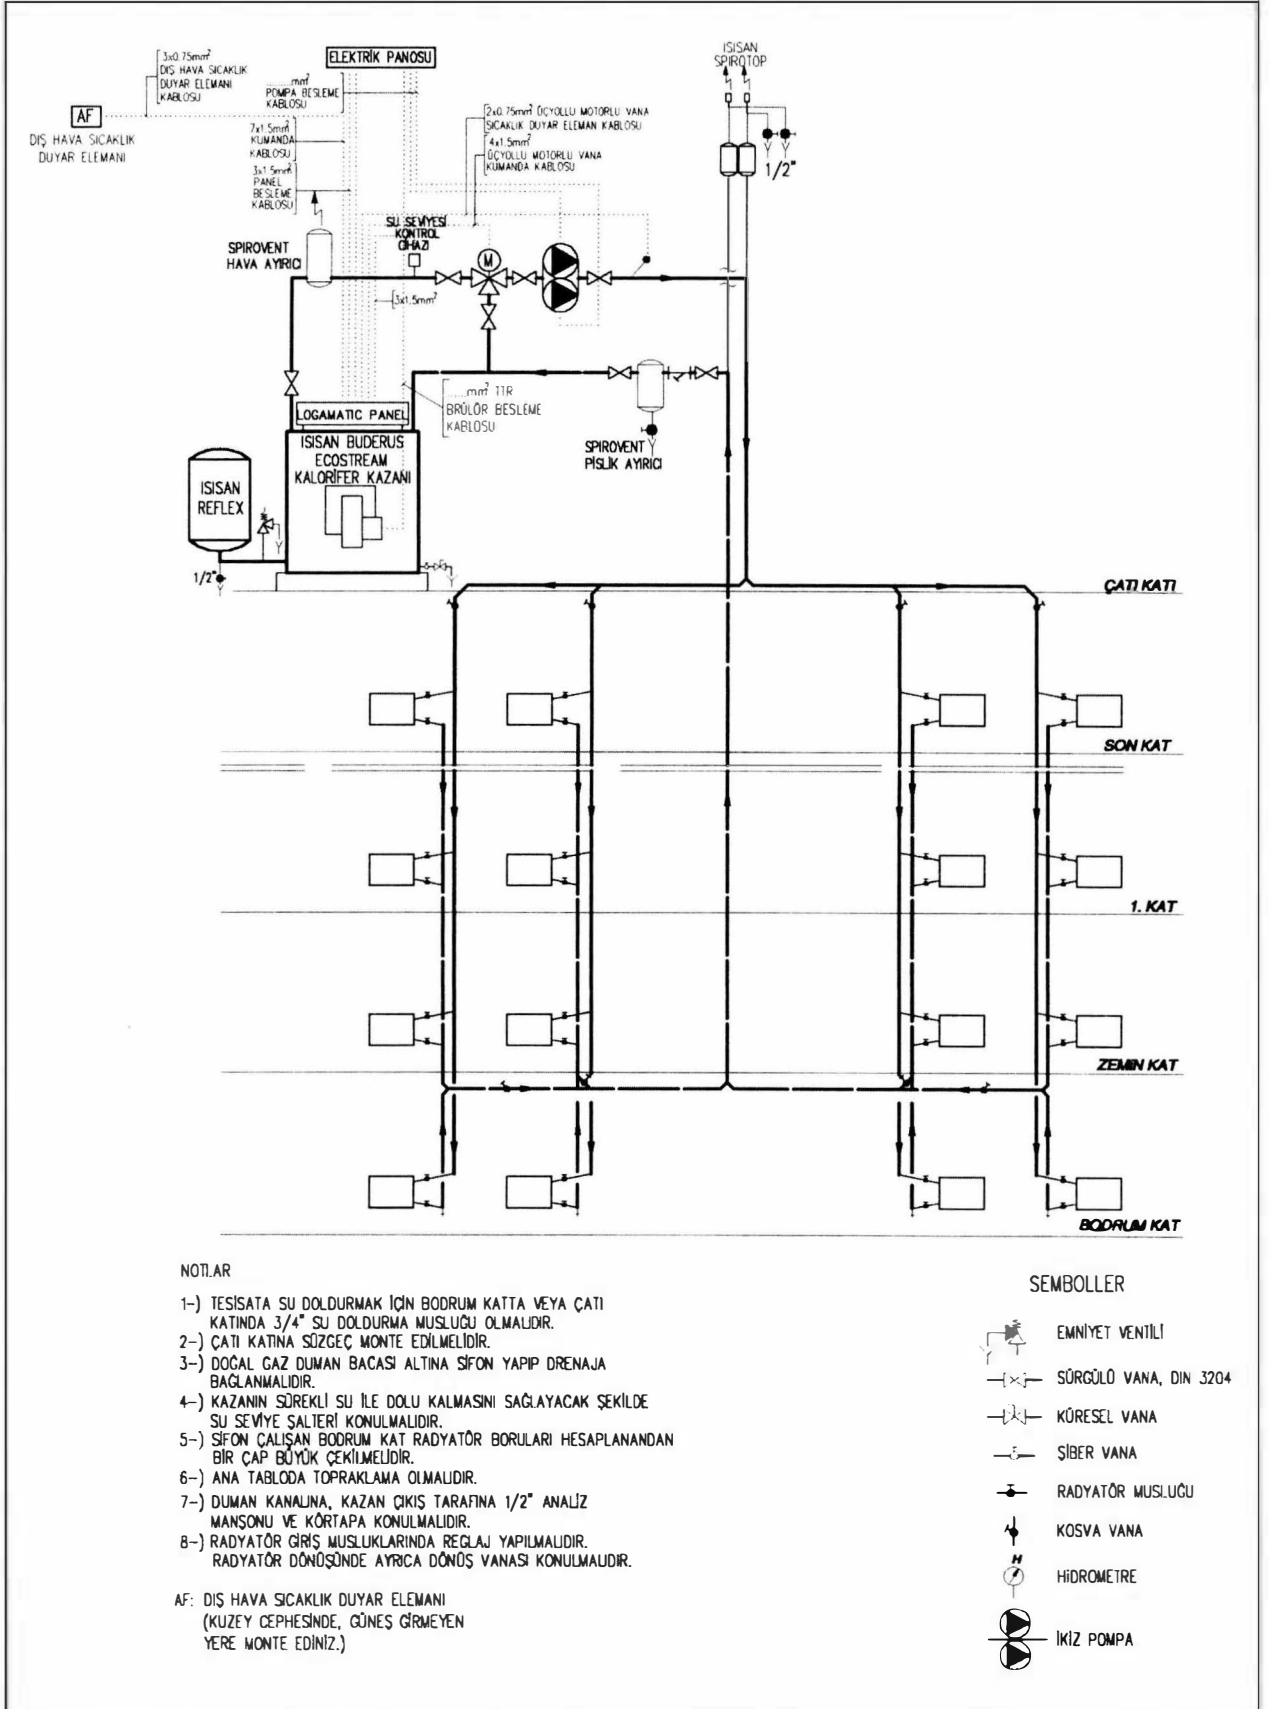 ISISAN
SPIROTOP
ELEKTRİK PANOSU
3x0.75mm²
DIŞ HAVA SICAKLIK
DUYAR ELEMANI
KABLOSU
......mm²
POMPA BESLEME
KABLOSU
AF
DIŞ HAVA SICAKLIK
DUYAR ELEMANI
7x1.5mm²
KUMANDA
KABLOSU
3x1.5mm²
PANEL
BESLEME
KABLOSU
2x0.75mm² ÜÇYOLLU MOTORLU VANA
SICAKLIK DUYAR ELEMAN KABLOSU
4x1.5mm²
ÜÇYOLLU MOTORLU VANA
KUMANDA KABLOSU
1/2"
SU SEVİYESİ
KONTROL
CİHAZI
SPIROVENT
HAVA AYIRICI
M
3x1.5mm²
......mm² TTR
BRÜLÖR BESLEME
KABLOSU
LOGAMATIC PANEL
ISISAN BUDERUS
ECOSTREAM
KALORİFER KAZANI
SPIROVENT
PİSLİK AYIRICI
ISISAN
REFLEX
1/2"
ÇATI KATI
SON KAT
1. KAT
ZEMİN KAT
BODRUM KAT
NOTLAR
1-) TESİSATA SU DOLDURMAK İÇİN BODRUM KATTA VEYA ÇATI
KATINDA 3/4" SU DOLDURMA MUSLUĞU OLMALIDIR.
2-) ÇATI KATINA SÜZGEÇ MONTE EDİLMELİDİR.
3-) DOĞAL GAZ DUMAN BACASI ALTINA SİFON YAPIP DRENAJA
BAĞLANMALIDIR.
4-) KAZANIN SÜREKLİ SU İLE DOLU KALMASINI SAĞLAYACAK ŞEKİLDE
SU SEVİYE ŞALTERİ KONULMALIDIR.
5-) SİFON ÇALIŞAN BODRUM KAT RADYATÖR BORULARI HESAPLANANDAN
BİR ÇAP BÜYÜK ÇEKİLMELİDİR.
6-) ANA TABLODA TOPRAKLAMA OLMALIDIR.
7-) DUMAN KANALINA, KAZAN ÇIKIŞ TARAFINA 1/2" ANALİZ
MANŞONU VE KÖRTAPA KONULMALIDIR.
8-) RADYATÖR GİRİŞ MUSLUKLARINDA REGLAJ YAPILMALIDIR.
RADYATÖR DÖNÜŞÜNDE AYRICA DÖNÜŞ VANASI KONULMALIDIR.
AF: DIŞ HAVA SICAKLIK DUYAR ELEMANI
(KUZEY CEPHESİNDE, GÜNEŞ GİRMEYEN
YERE MONTE EDİNİZ.)
SEMBOLLER
EMNİYET VENTİLİ
SÜRGÜLÜ VANA, DIN 3204
KÜRESEL VANA
ŞİBER VANA
RADYATÖR MUSLUĞU
KOSVA VANA
H
HİDROMETRE
İKİZ POMPA